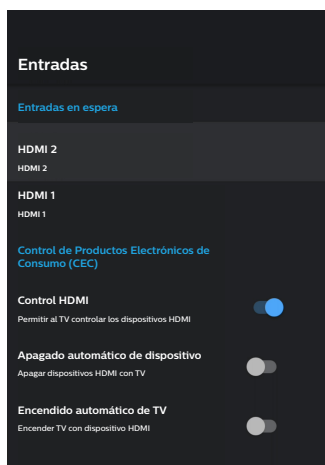 Entradas
Entradas en espera
HDMI 2
HDMI 2
HDMI 1
HDMI 1
Control de Productos Electrónicos de
Consumo (CEC)
Control HDMI
Permitir al TV controlar los dispositivos HDMI
Apagado automático de dispositivo
Apagar dispositivos HDMI con TV
Encendido automático de TV
Encender TV con dispositivo HDMI